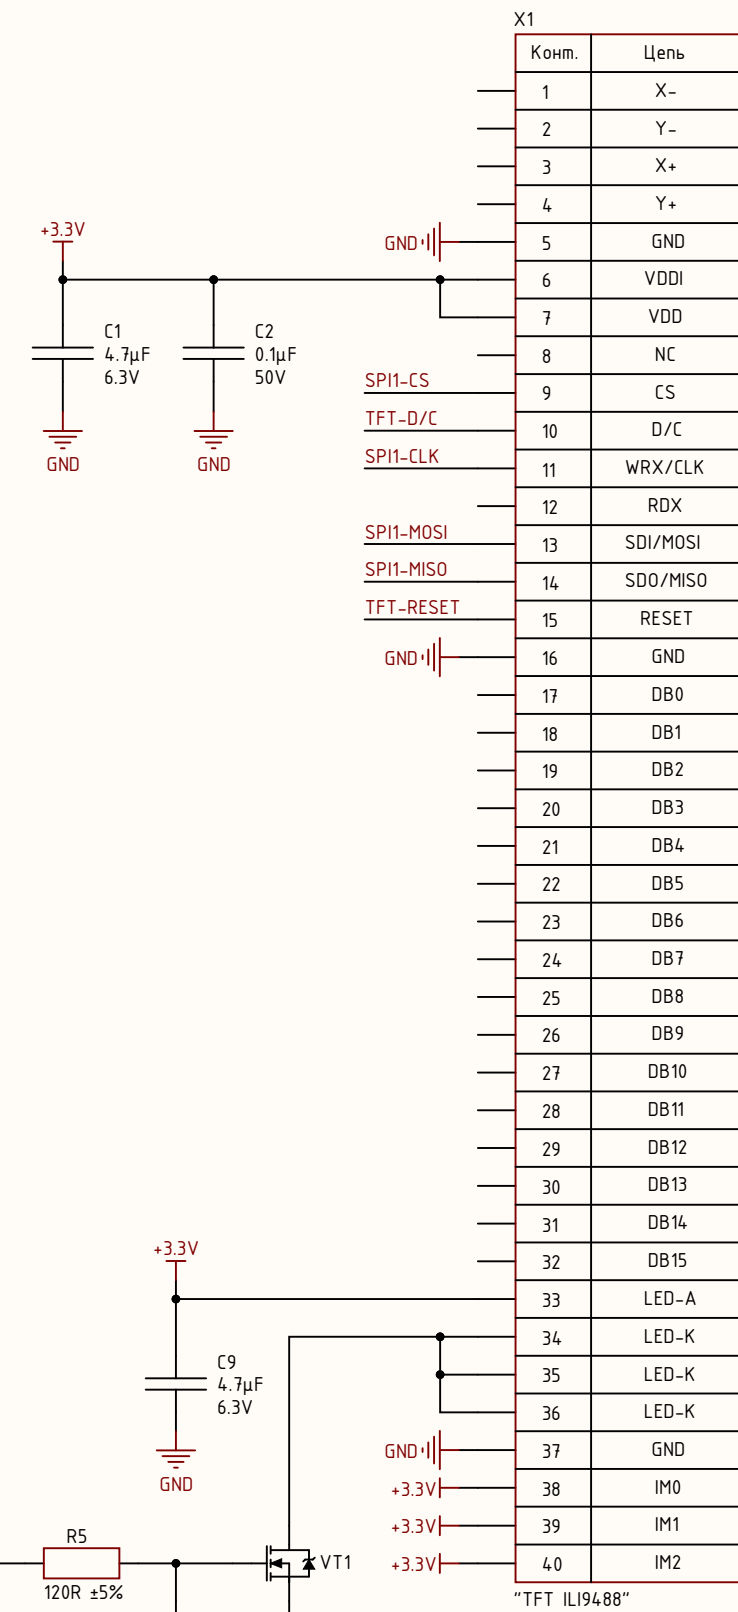 X1
Конт. Цепь
1 X-
2 Y-
3 X+
4 Y+
+3.3V
GND 5 GND
6 VDDI
7 VDD
C1
4.7µF
6.3V
C2
0.1µF
50V
GND
GND
8 NC
SPI1-CS 9 CS
TFT-D/C 10 D/C
SPI1-CLK 11 WRX/CLK
12 RDX
SPI1-MOSI 13 SDI/MOSI
SPI1-MISO 14 SDO/MISO
TFT-RESET 15 RESET
GND 16 GND
17 DB0
18 DB1
19 DB2
20 DB3
21 DB4
22 DB5
23 DB6
24 DB7
25 DB8
26 DB9
27 DB10
28 DB11
29 DB12
30 DB13
31 DB14
32 DB15
+3.3V
33 LED-A
34 LED-K
35 LED-K
36 LED-K
C9
4.7µF
6.3V
GND
GND 37 GND
+3.3V 38 IM0
+3.3V 39 IM1
+3.3V 40 IM2
R5
120R ±5%
VT1
"TFT ILI9488"